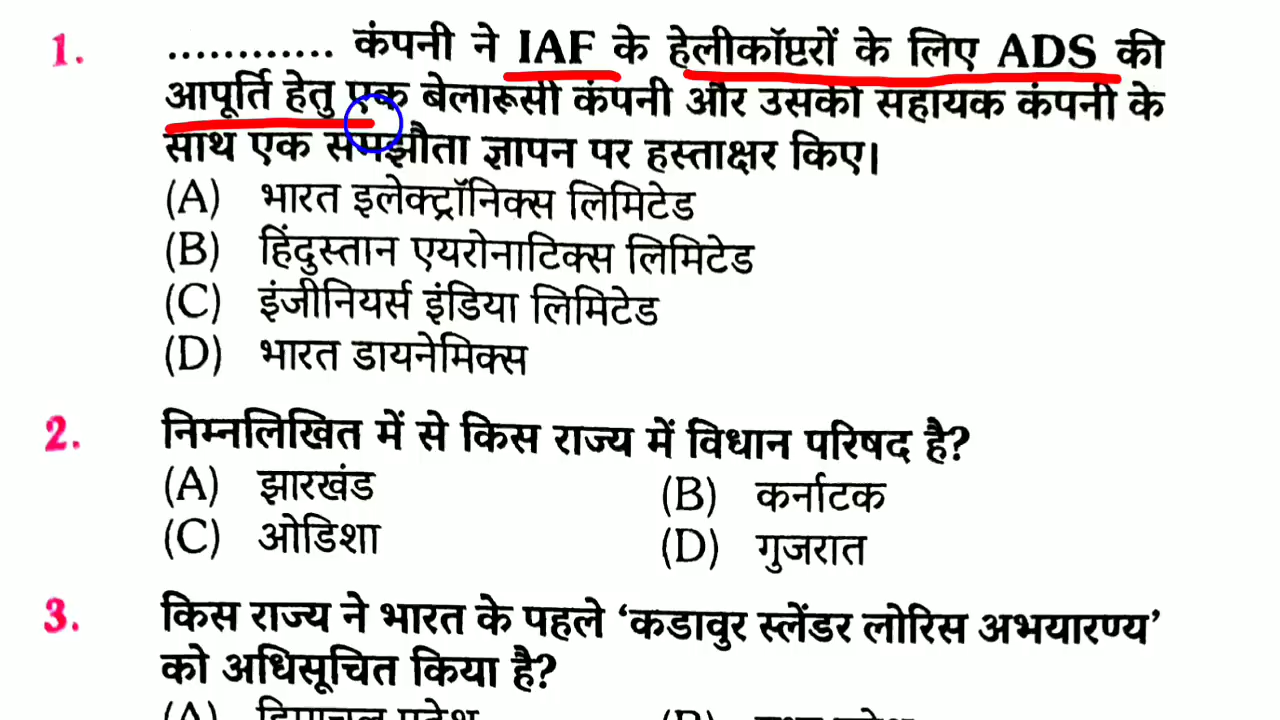 1. ............ कंपनी ने IAF के हेलीकॉप्टरों के लिए ADS की
आपूर्ति हेतु एक बेलारूसी कंपनी और उसकी सहायक कंपनी के
साथ एक समझौता ज्ञापन पर हस्ताक्षर किए।
(A) भारत इलेक्ट्रॉनिक्स लिमिटेड
(B) हिंदुस्तान एयरोनाटिक्स लिमिटेड
(C) इंजीनियर्स इंडिया लिमिटेड
(D) भारत डायनेमिक्स
2. निम्नलिखित में से किस राज्य में विधान परिषद है?
(A) झारखंड (B) कर्नाटक
(C) ओडिशा (D) गुजरात
3. किस राज्य ने भारत के पहले ‘कडावुर स्लेंडर लोरिस अभयारण्य’
को अधिसूचित किया है?
(A) हिमाचल प्रदेश (B)